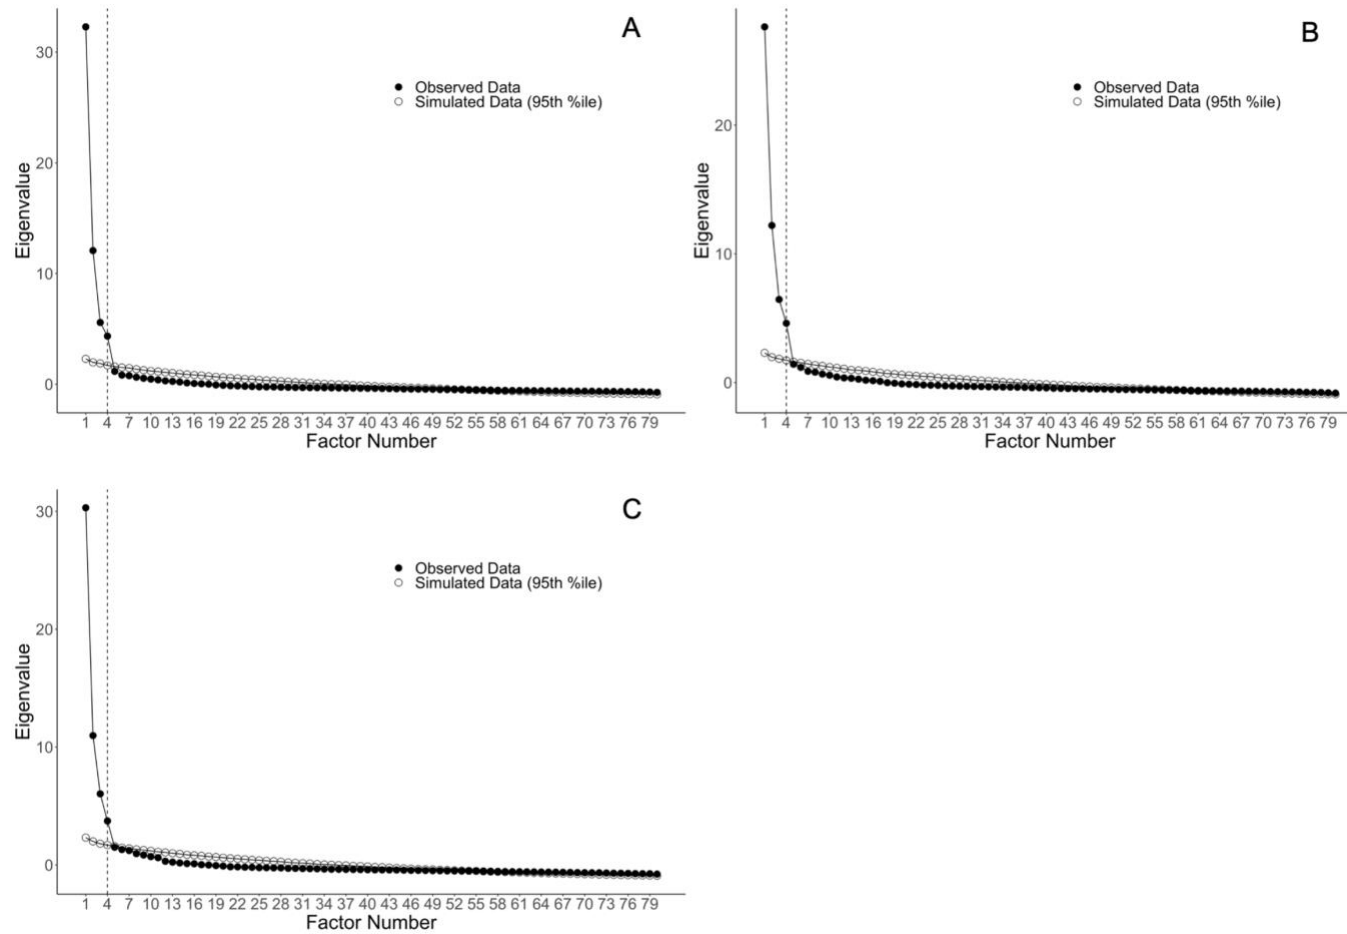 A
30
20
10
0
Eigenvalue
Observed Data
Simulated Data (95th %ile)
1 4 7 10 13 16 19 22 25 28 31 34 37 40 43 46 49 52 55 58 61 64 67 70 73 76 79
Factor Number
B
20
10
0
Eigenvalue
Observed Data
Simulated Data (95th %ile)
1 4 7 10 13 16 19 22 25 28 31 34 37 40 43 46 49 52 55 58 61 64 67 70 73 76 79
Factor Number
C
30
20
10
0
Eigenvalue
Observed Data
Simulated Data (95th %ile)
1 4 7 10 13 16 19 22 25 28 31 34 37 40 43 46 49 52 55 58 61 64 67 70 73 76 79
Factor Number